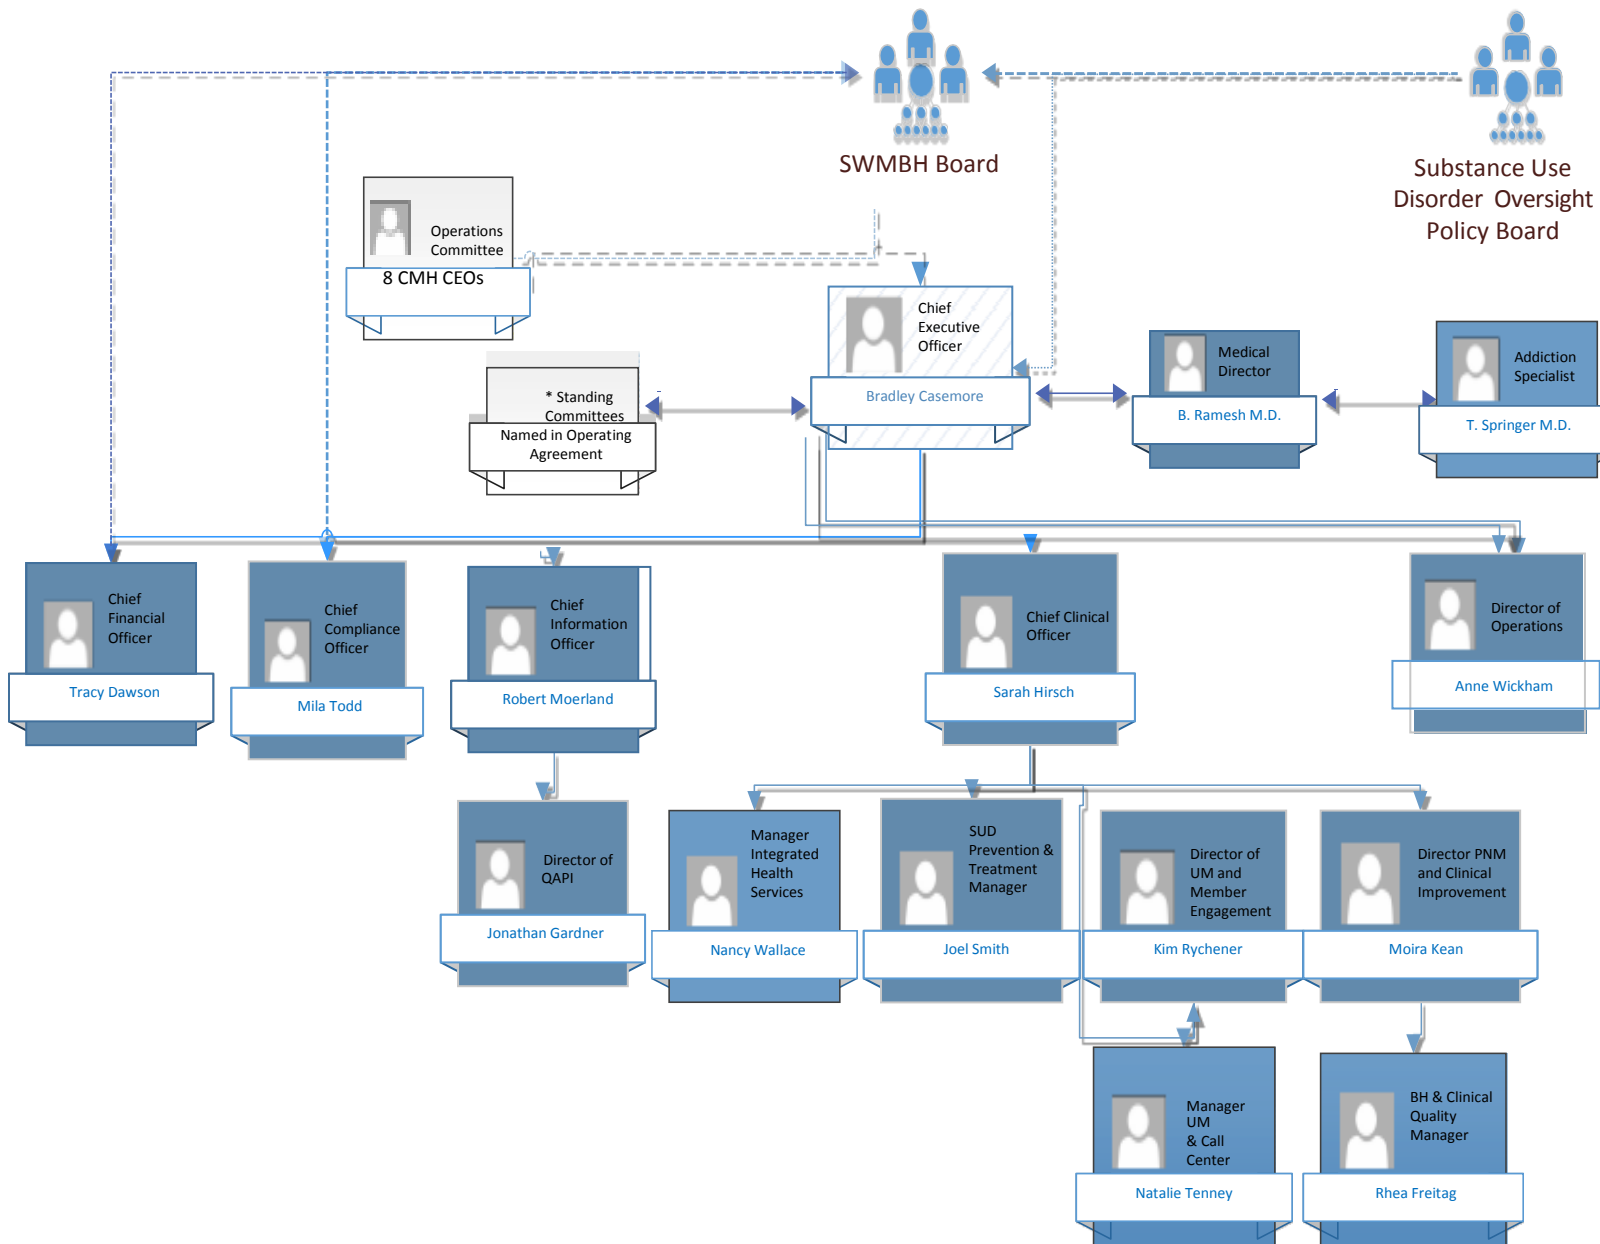 SWMBH Board
Substance Use
Disorder Oversight
Policy Board
Operations
Committee
8 CMH CEOs
Chief
Executive
Officer
Bradley Casemore
* Standing
Committees
Named in Operating
Agreement
Medical
Director
B. Ramesh M.D.
Addiction
Specialist
T. Springer M.D.
Chief
Financial
Officer
Tracy Dawson
Chief
Compliance
Officer
Mila Todd
Chief
Information
Officer
Robert Moerland
Chief Clinical
Officer
Sarah Hirsch
Director of
Operations
Anne Wickham
Director of
QAPI
Jonathan Gardner
Manager
Integrated
Health
Services
Nancy Wallace
SUD
Prevention &
Treatment
Manager
Joel Smith
Director of
UM and
Member
Engagement
Kim Rychener
Director PNM
and Clinical
Improvement
Moira Kean
Manager
UM
& Call
Center
Natalie Tenney
BH & Clinical
Quality
Manager
Rhea Freitag